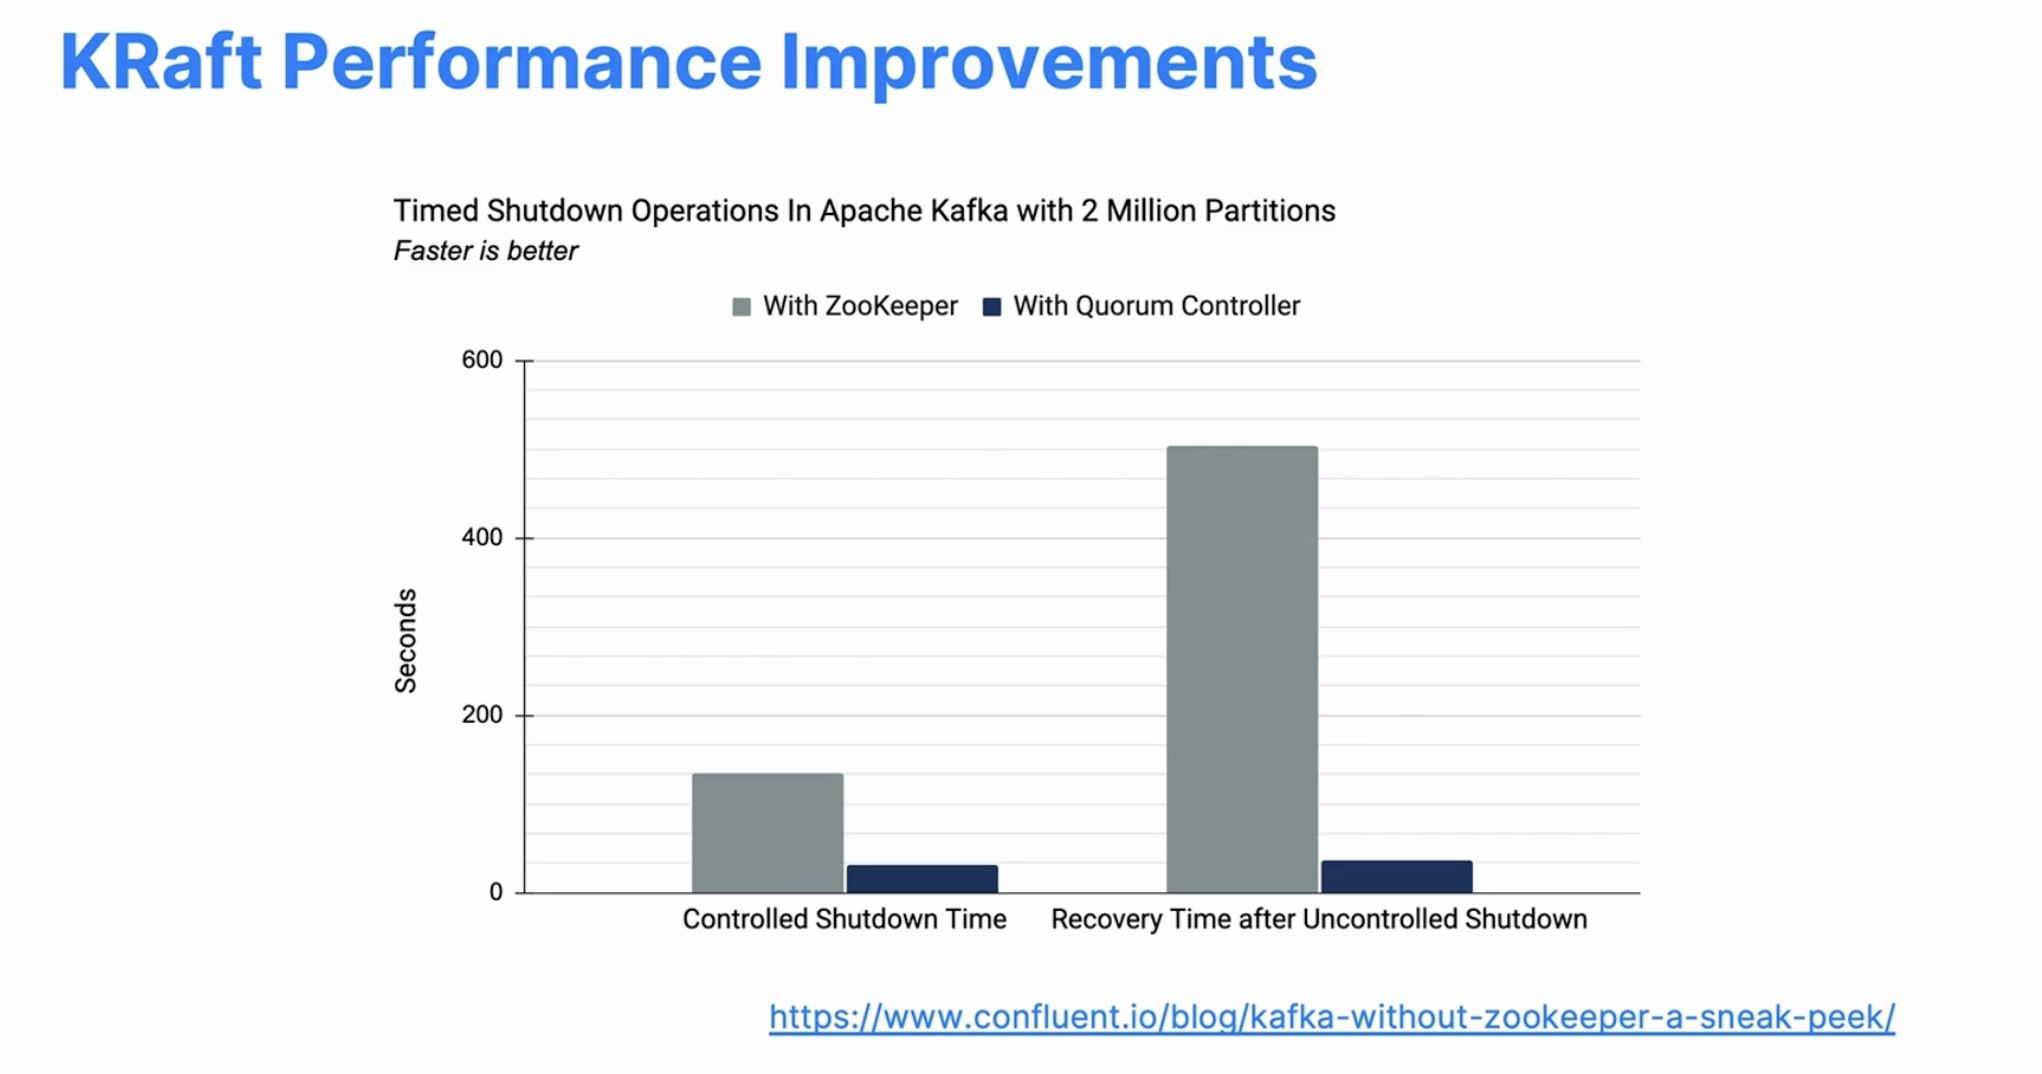 KRaft Performance Improvements
Timed Shutdown Operations In Apache Kafka with 2 Million Partitions
Faster is better
With ZooKeeper With Quorum Controller
600
400
200
0
Seconds
Controlled Shutdown Time Recovery Time after Uncontrolled Shutdown
https://www.confluent.io/blog/kafka-without-zookeeper-a-sneak-peek/